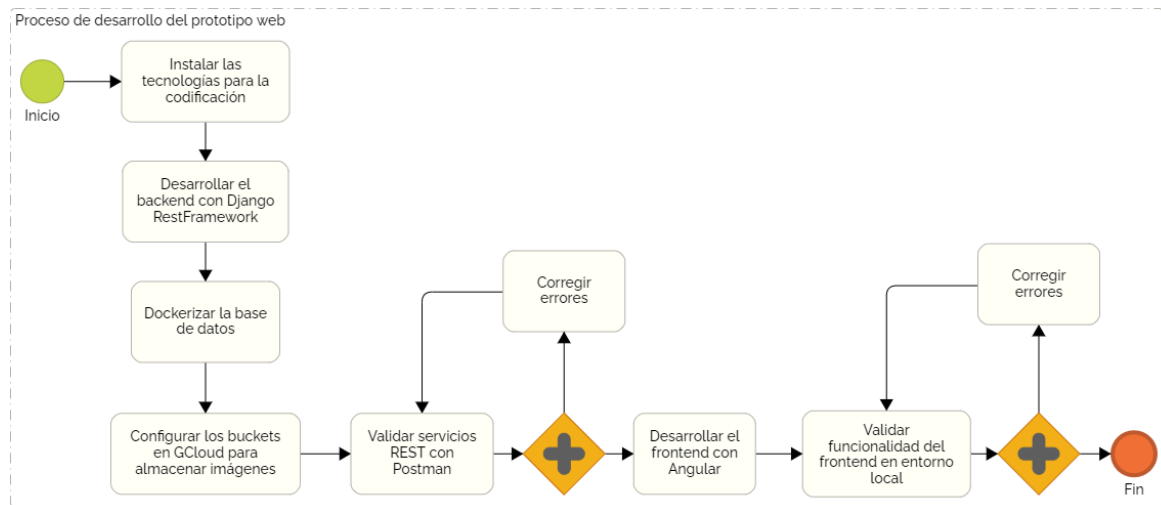 Proceso de desarrollo del prototipo web
Inicio
Instalar las
tecnologías para la
codificación
Desarrollar el
backend con Django
RestFramework
Dockerizar la base
de datos
Configurar los buckets
en GCloud para
almacenar imágenes
Validar servicios
REST con
Postman
Corregir
errores
Desarrollar el
frontend con
Angular
Validar
funcionalidad del
frontend en entorno
local
Corregir
errores
Fin